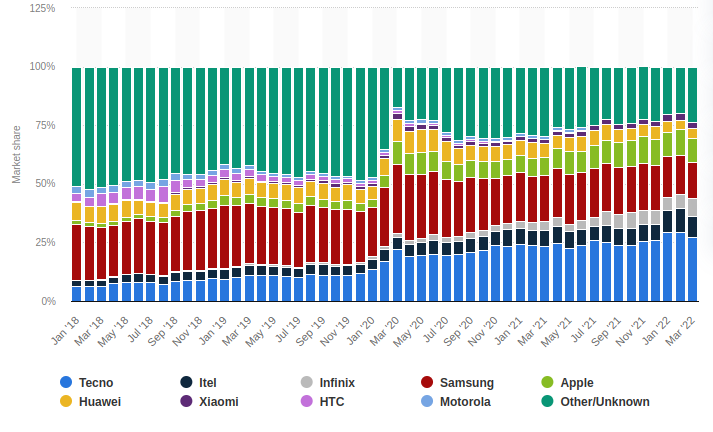 125%
100%
75%
50%
25%
0%
Market share
Jan '18
Mar '18
May '18
Jul '18
Sep '18
Nov '18
Jan '19
Mar '19
May '19
Jul '19
Sep '19
Nov '19
Jan '20
Mar '20
May '20
Jul '20
Sep '20
Nov '20
Jan '21
Mar '21
May '21
Jul '21
Sep '21
Nov '21
Jan '22
Mar '22
Tecno Itel Infinix Samsung Apple
Huawei Xiaomi HTC Motorola Other/Unknown